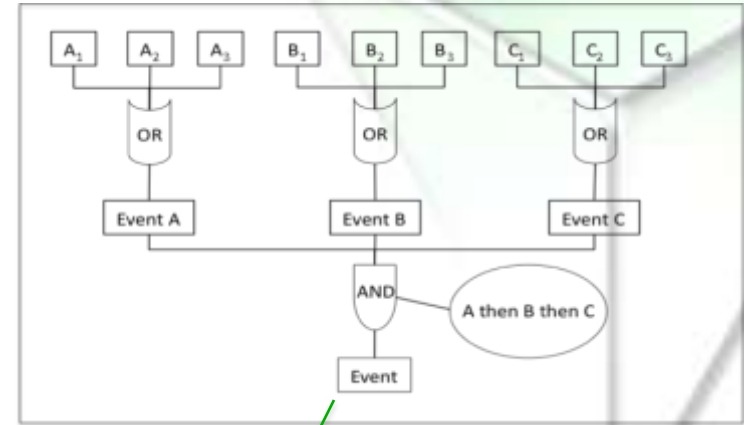 A₁ A₂ A₃ B₁ B₂ B₃ C₁ C₂ C₃
OR OR OR
Event A Event B Event C
AND
A then B then C
Event